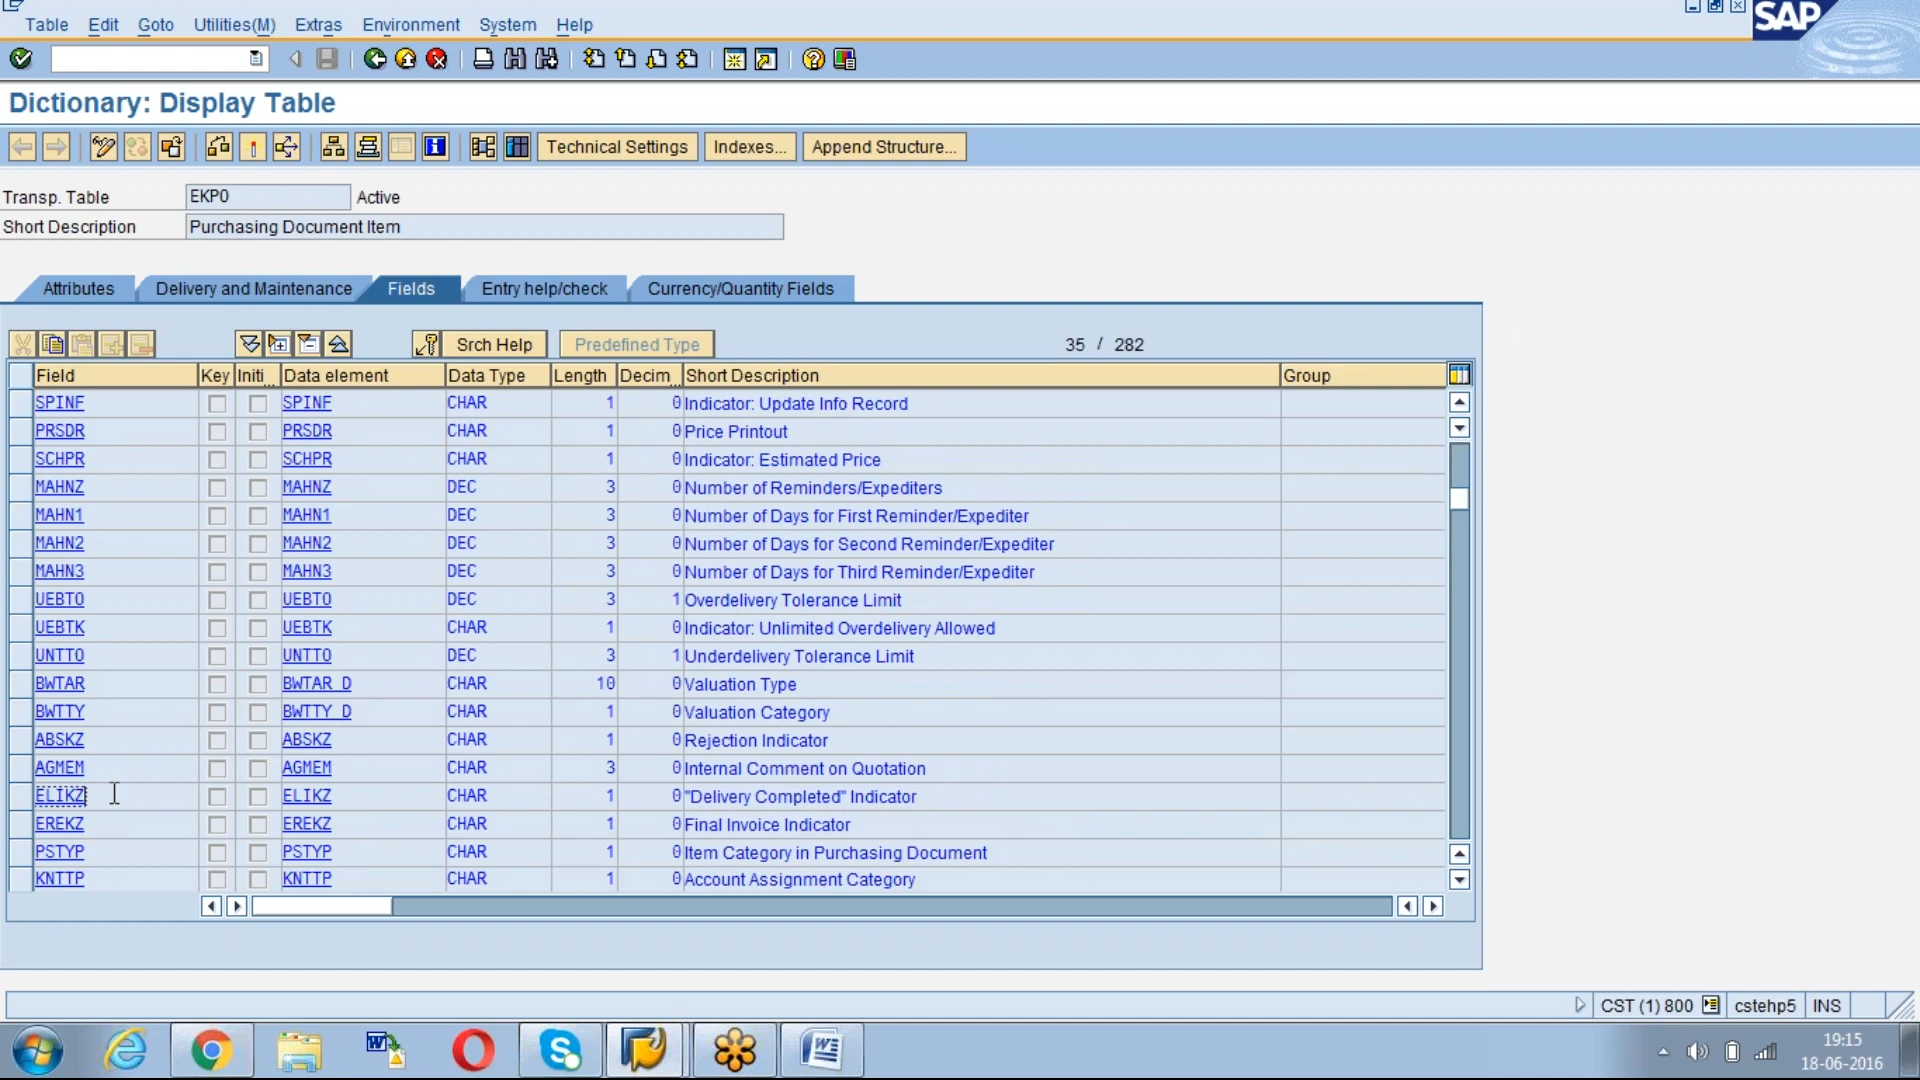 Table Edit Goto Utilities(M) Extras Environment System Help
SAP
Dictionary: Display Table
Technical Settings Indexes... Append Structure...
Transp. Table EKPO Active
Short Description Purchasing Document Item
Attributes Delivery and Maintenance Fields Entry help/check Currency/Quantity Fields
Srch Help Predefined Type 35 / 282
Field Key Initi... Data element Data Type Length Decim... Short Description Group
SPINF SPINF CHAR 1 0 Indicator: Update Info Record
PRSDR PRSDR CHAR 1 0 Price Printout
SCHPR SCHPR CHAR 1 0 Indicator: Estimated Price
MAHNZ MAHNZ DEC 3 0 Number of Reminders/Expediters
MAHN1 MAHN1 DEC 3 0 Number of Days for First Reminder/Expediter
MAHN2 MAHN2 DEC 3 0 Number of Days for Second Reminder/Expediter
MAHN3 MAHN3 DEC 3 0 Number of Days for Third Reminder/Expediter
UEBTO UEBTO DEC 3 1 Overdelivery Tolerance Limit
UEBTK UEBTK CHAR 1 0 Indicator: Unlimited Overdelivery Allowed
UNTTO UNTTO DEC 3 1 Underdelivery Tolerance Limit
BWTAR BWTAR_D CHAR 10 0 Valuation Type
BWTTY BWTTY_D CHAR 1 0 Valuation Category
ABSKZ ABSKZ CHAR 1 0 Rejection Indicator
AGMEM AGMEM CHAR 3 0 Internal Comment on Quotation
ELIKZ ELIKZ CHAR 1 0 "Delivery Completed" Indicator
EREKZ EREKZ CHAR 1 0 Final Invoice Indicator
PSTYP PSTYP CHAR 1 0 Item Category in Purchasing Document
KNTTP KNTTP CHAR 1 0 Account Assignment Category
CST (1) 800 cstehp5 INS
19:15
18-06-2016